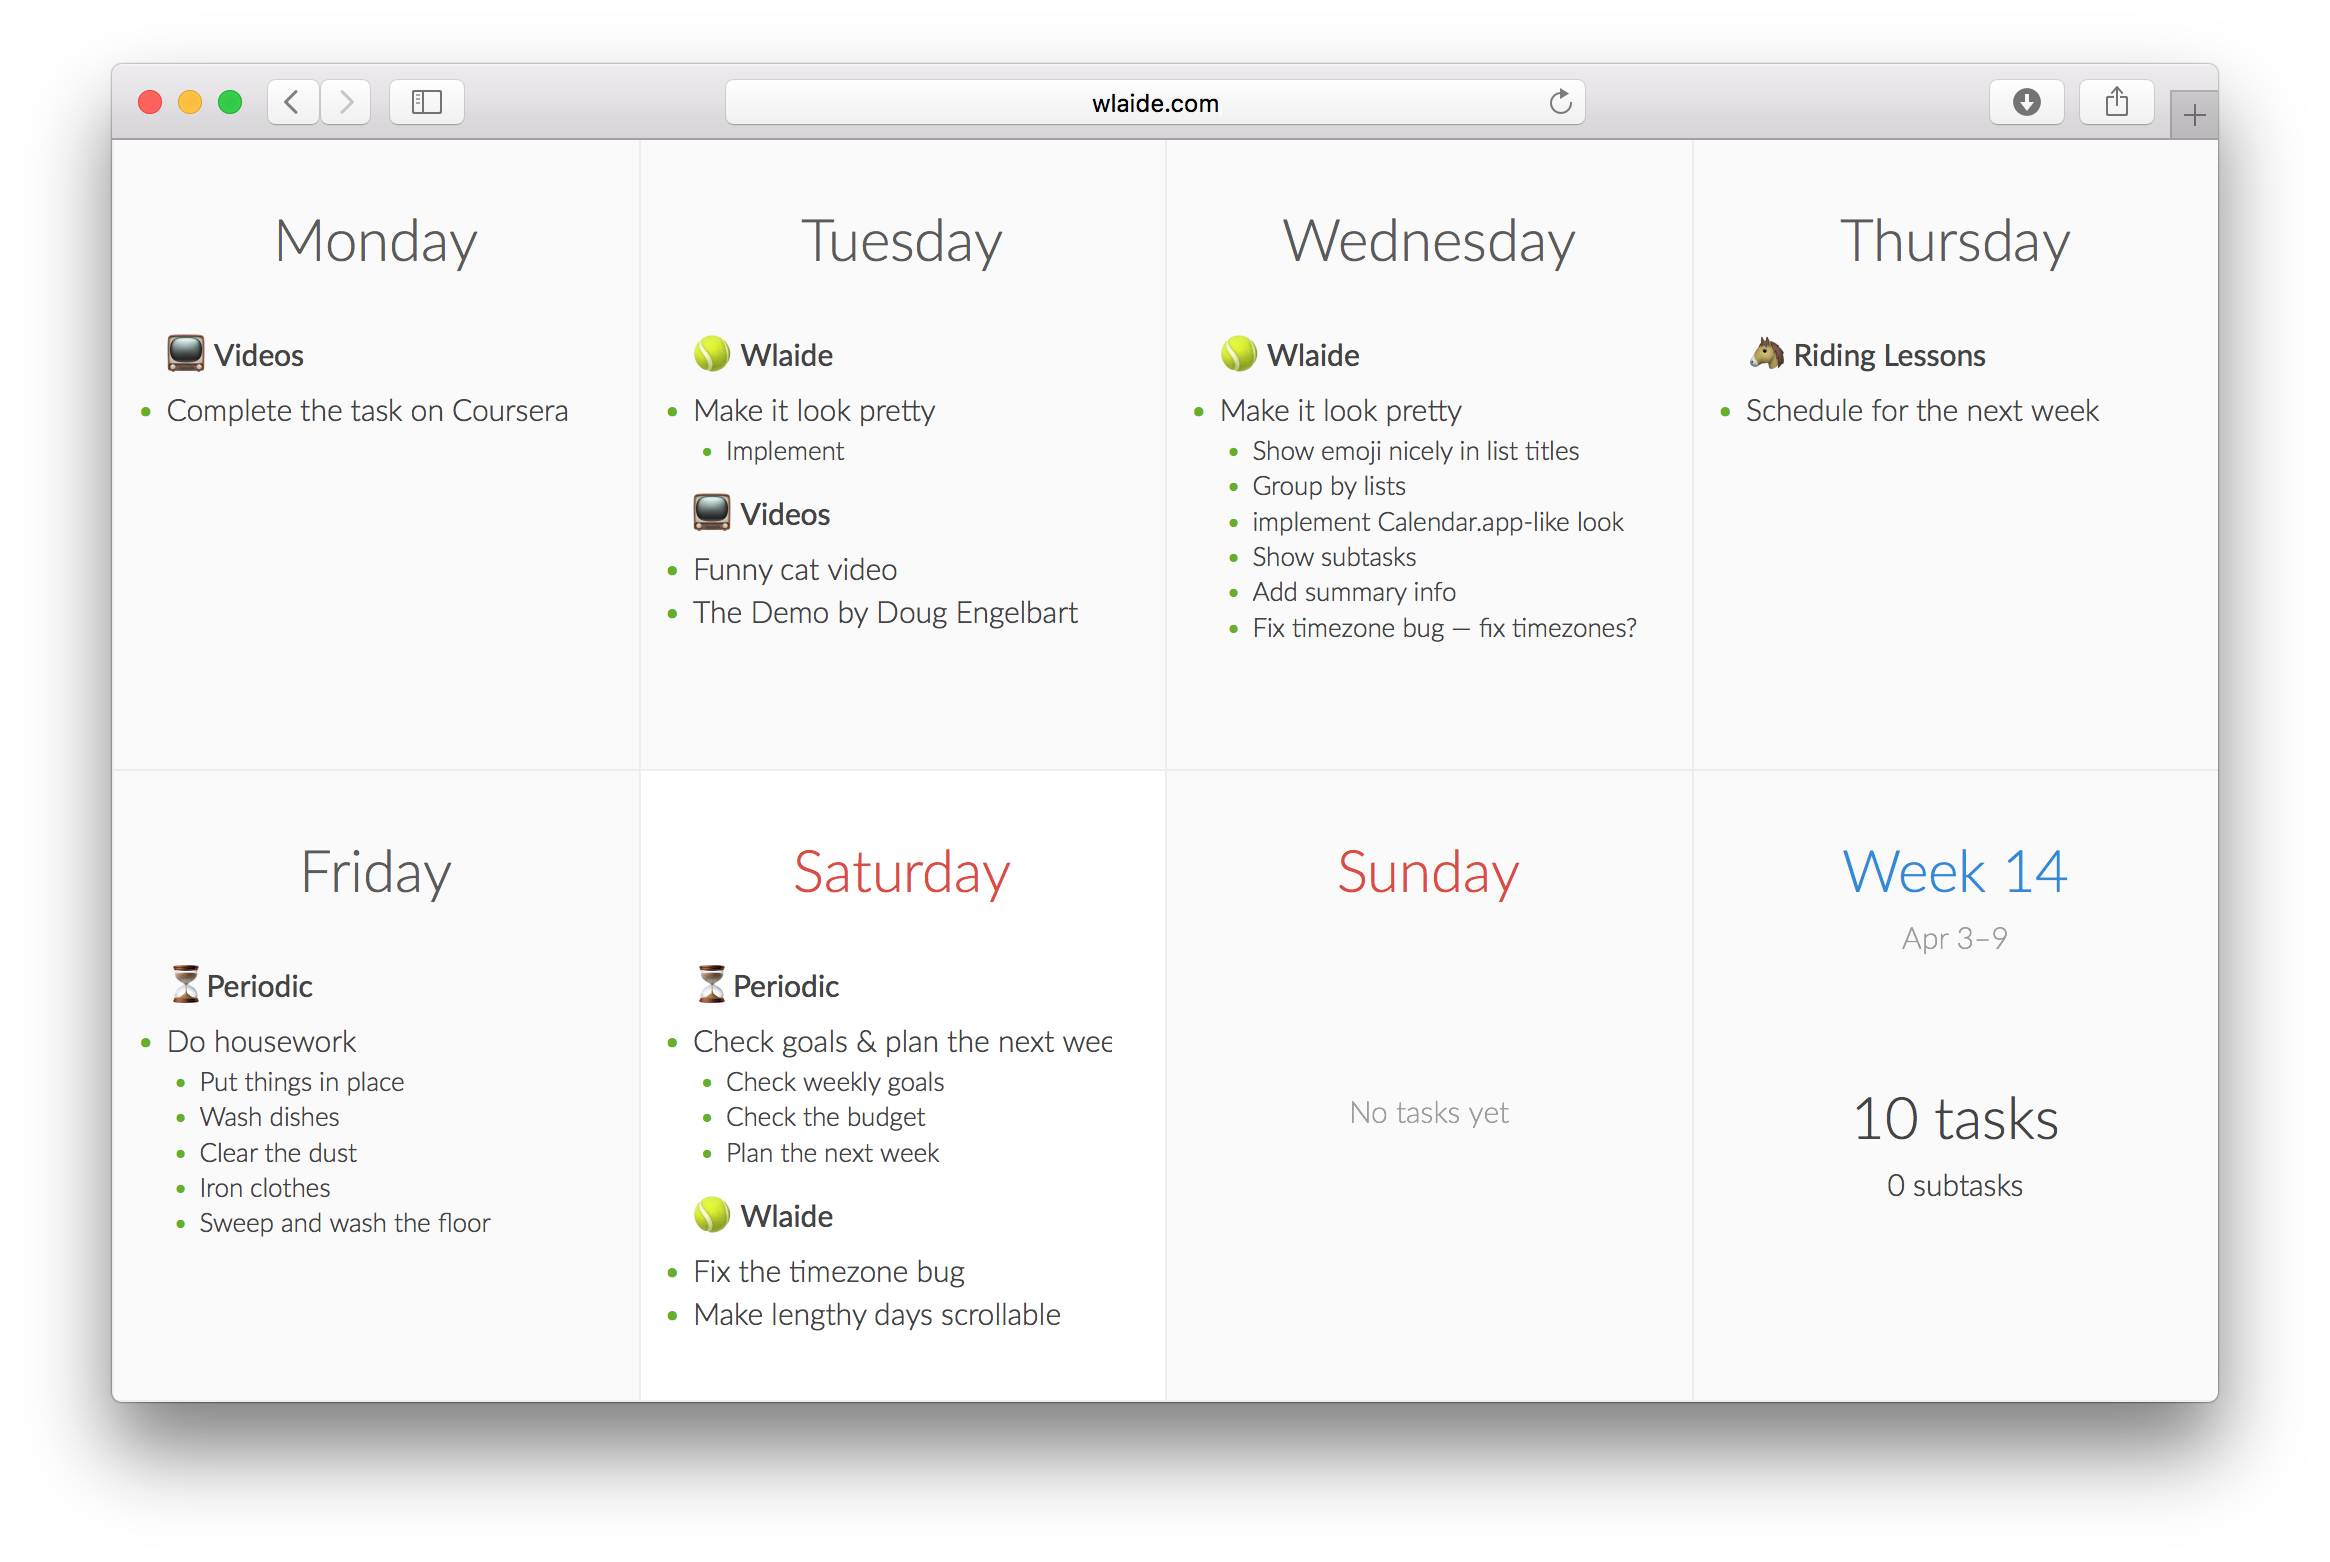 wlaide.com
Monday
Videos
Complete the task on Coursera
Tuesday
Wlaide
Make it look pretty
Implement
Videos
Funny cat video
The Demo by Doug Engelbart
Wednesday
Wlaide
Make it look pretty
Show emoji nicely in list titles
Group by lists
implement Calendar.app-like look
Show subtasks
Add summary info
Fix timezone bug — fix timezones?
Thursday
Riding Lessons
Schedule for the next week
Friday
Periodic
Do housework
Put things in place
Wash dishes
Clear the dust
Iron clothes
Sweep and wash the floor
Saturday
Periodic
Check goals & plan the next wee
Check weekly goals
Check the budget
Plan the next week
Wlaide
Fix the timezone bug
Make lengthy days scrollable
Sunday
No tasks yet
Week 14
Apr 3–9
10 tasks
0 subtasks